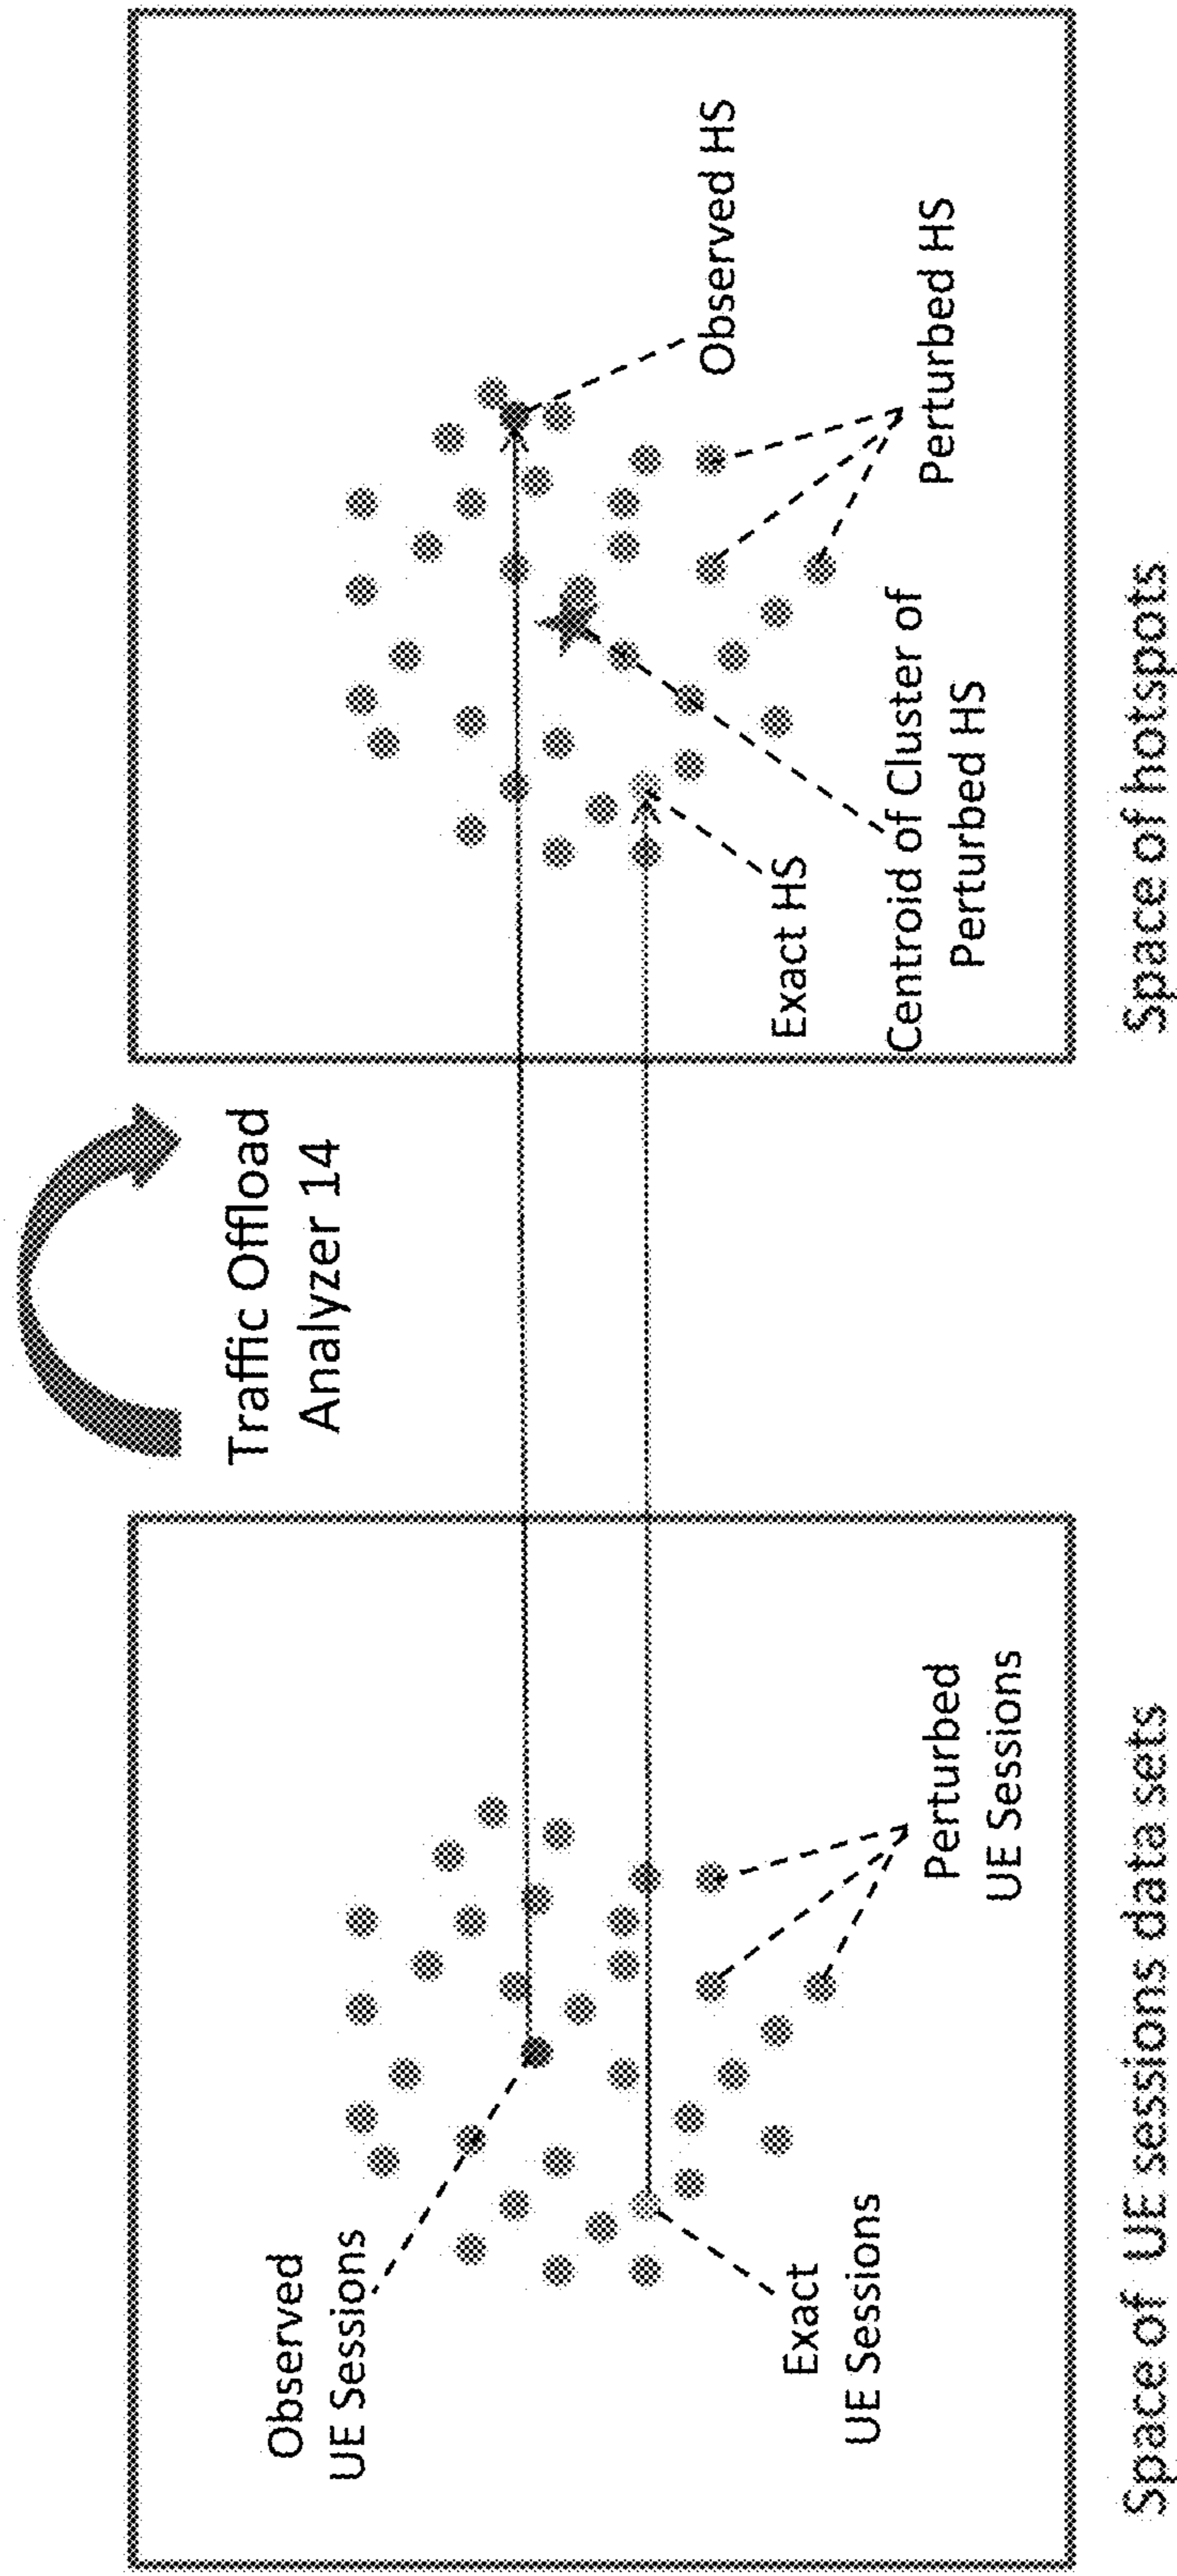 Traffic Offload
Analyzer 14
Observed
UE Sessions
Exact
UE Sessions
Perturbed
UE Sessions
Space of UE sessions data sets
Observed HS
Perturbed HS
Exact HS
Centroid of Cluster of
Perturbed HS
Space of hotspots